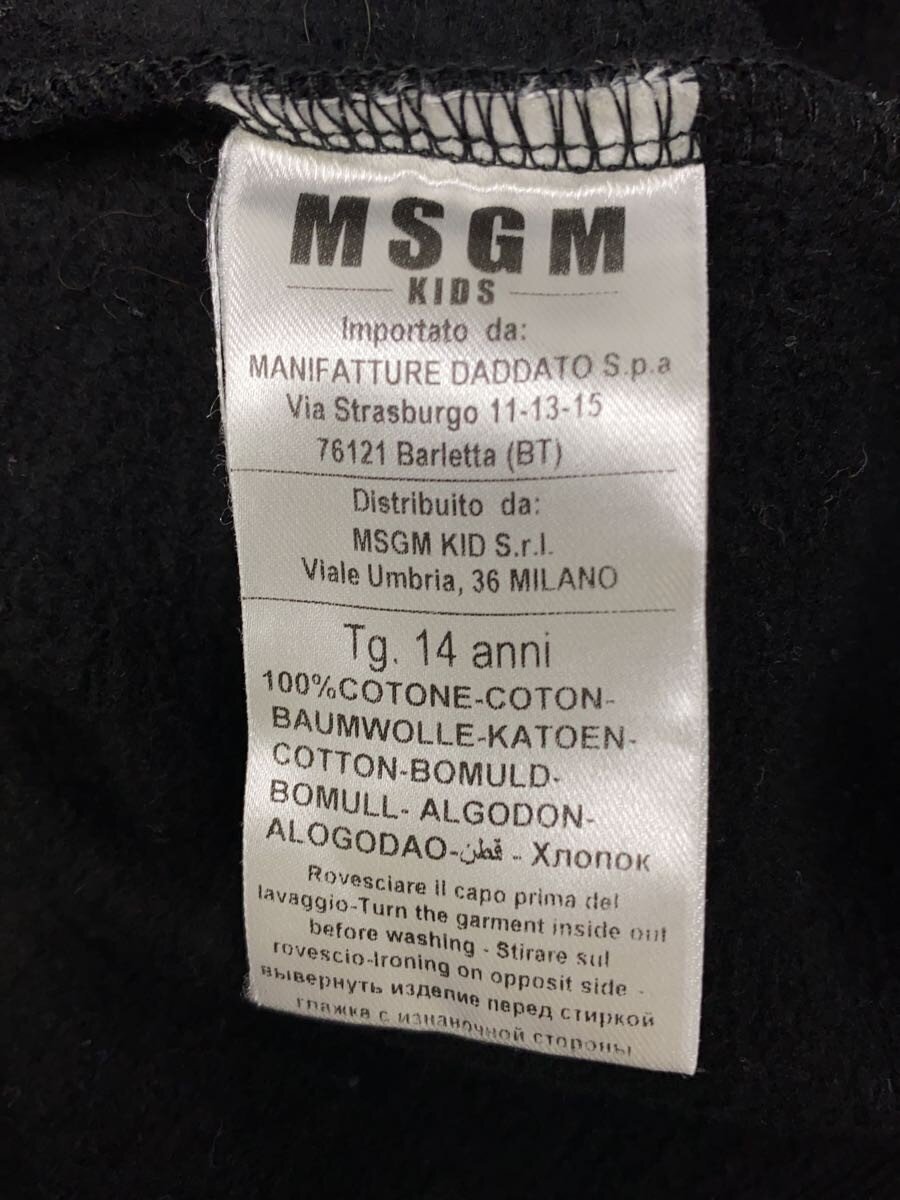 MSGM
KIDS
Importato da:
MANIFATTURE DADDATO S.p.a
Via Strasburgo 11-13-15
76121 Barletta (BT)
Distribuito da:
MSGM KID S.r.l.
Viale Umbria, 36 MILANO
Tg. 14 anni
100%COTONE-COTON-
BAUMWOLLE-KATOEN-
COTTON-BOMULD-
BOMULL- ALGODON-
ALOGODAO-قطن - Хлопок
Rovesciare il capo prima del
lavaggio-Turn the garment inside out
before washing - Stirare sul
rovescio-Ironing on opposit side -
вывернуть изделие перед стиркой
глажка с изнаночной стороны